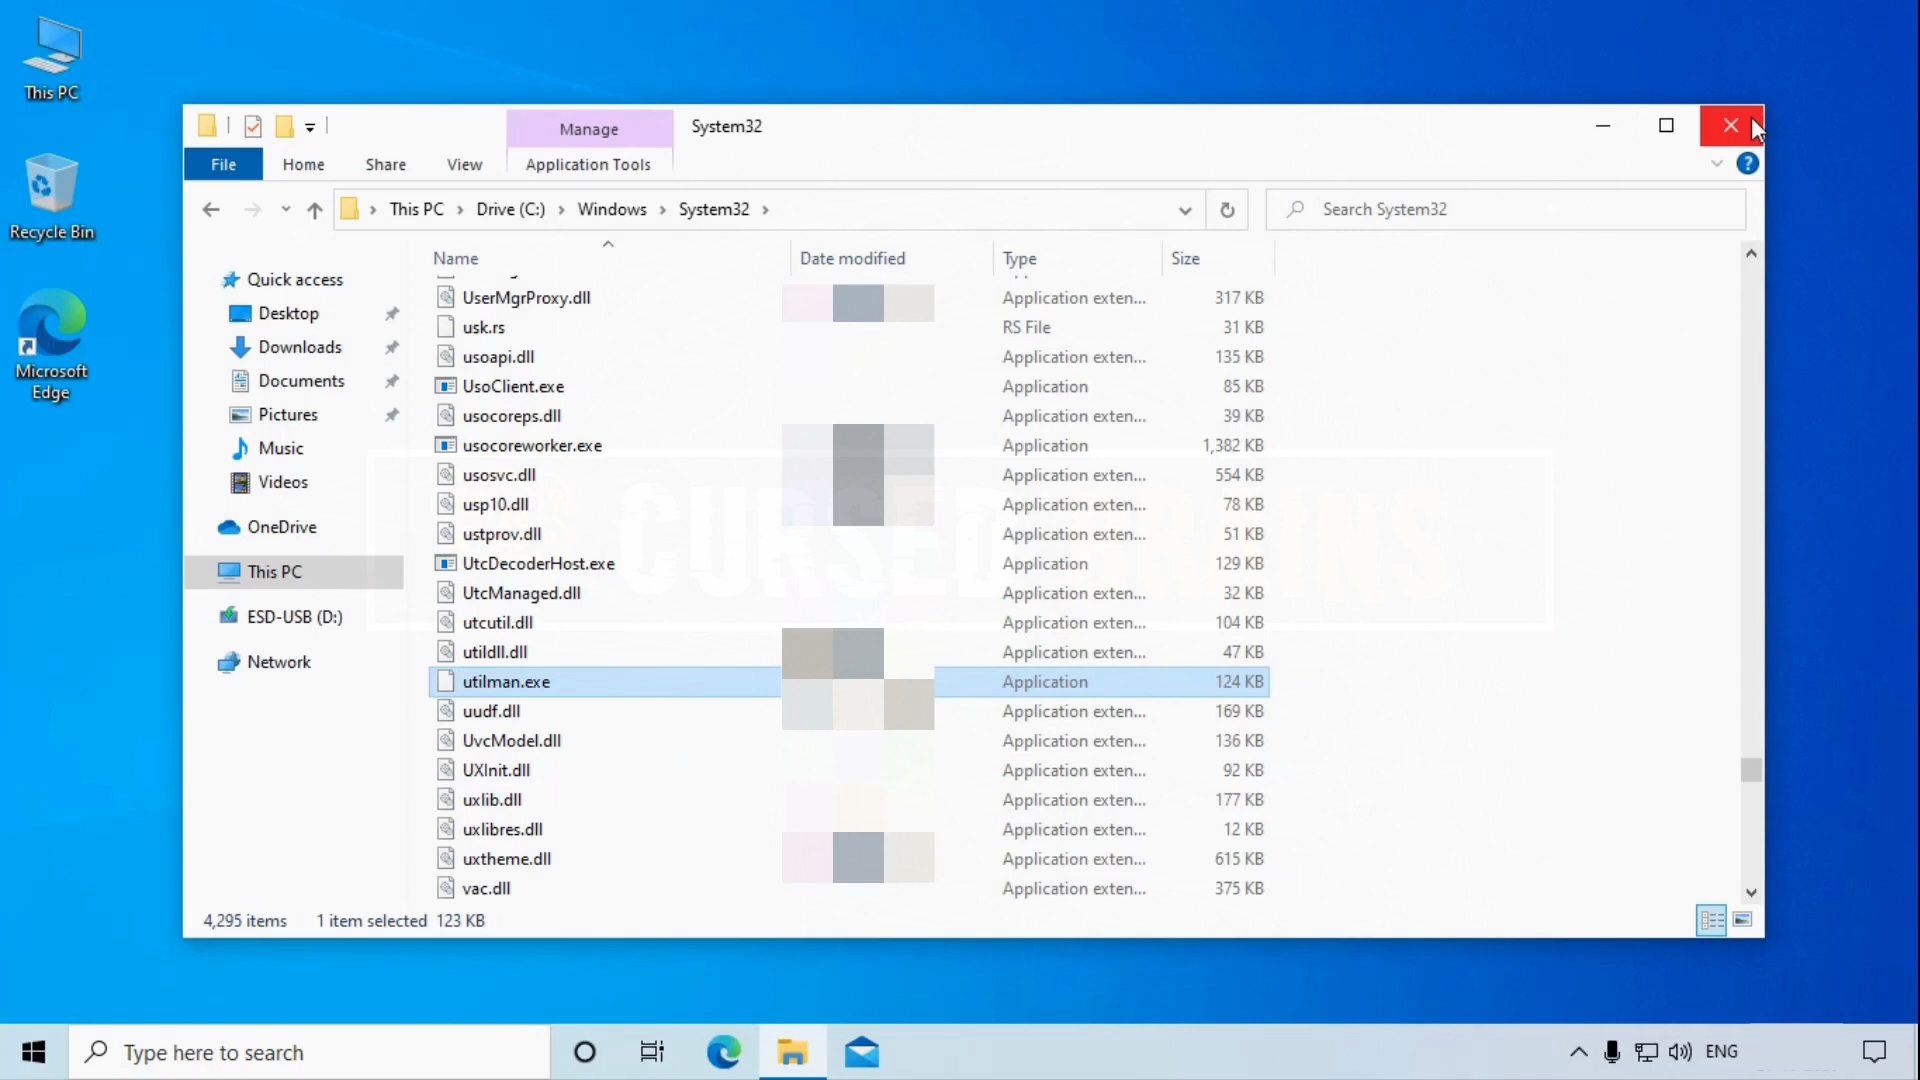 This PC
Recycle Bin
Microsoft
Edge
Manage
System32
File
Home
Share
View
Application Tools
This PC
Drive (C:)
Windows
System32
Search System32
Name
Date modified
Type
Size
Quick access
Desktop
Downloads
Documents
Pictures
Music
Videos
OneDrive
This PC
ESD-USB (D:)
Network
UserMgrProxy.dll Application exten... 317 KB
usk.rs RS File 31 KB
usoapi.dll Application exten... 135 KB
UsoClient.exe Application 85 KB
usocoreps.dll Application exten... 39 KB
usocoreworker.exe Application 1,382 KB
usosvc.dll Application exten... 554 KB
usp10.dll Application exten... 78 KB
ustprov.dll Application exten... 51 KB
UtcDecoderHost.exe Application 129 KB
UtcManaged.dll Application exten... 32 KB
utcutil.dll Application exten... 104 KB
utildll.dll Application exten... 47 KB
utilman.exe Application 124 KB
uudf.dll Application exten... 169 KB
UvcModel.dll Application exten... 136 KB
UXInit.dll Application exten... 92 KB
uxlib.dll Application exten... 177 KB
uxlibres.dll Application exten... 12 KB
uxtheme.dll Application exten... 615 KB
vac.dll Application exten... 375 KB
CURSED
4,295 items 1 item selected 123 KB
Type here to search
ENG